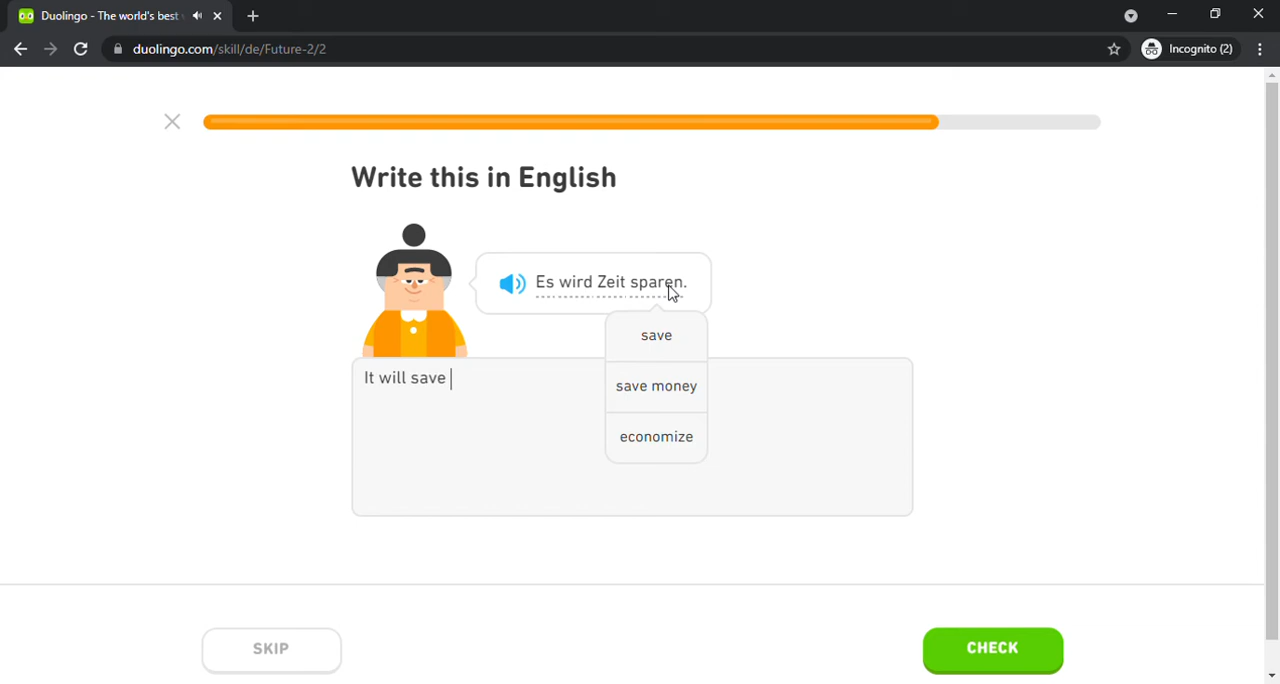 Duolingo - The world's best
duolingo.com/skill/de/Future-2/2
Incognito (2)
Write this in English
Es wird Zeit sparen.
save
save money
economize
It will save
SKIP
CHECK